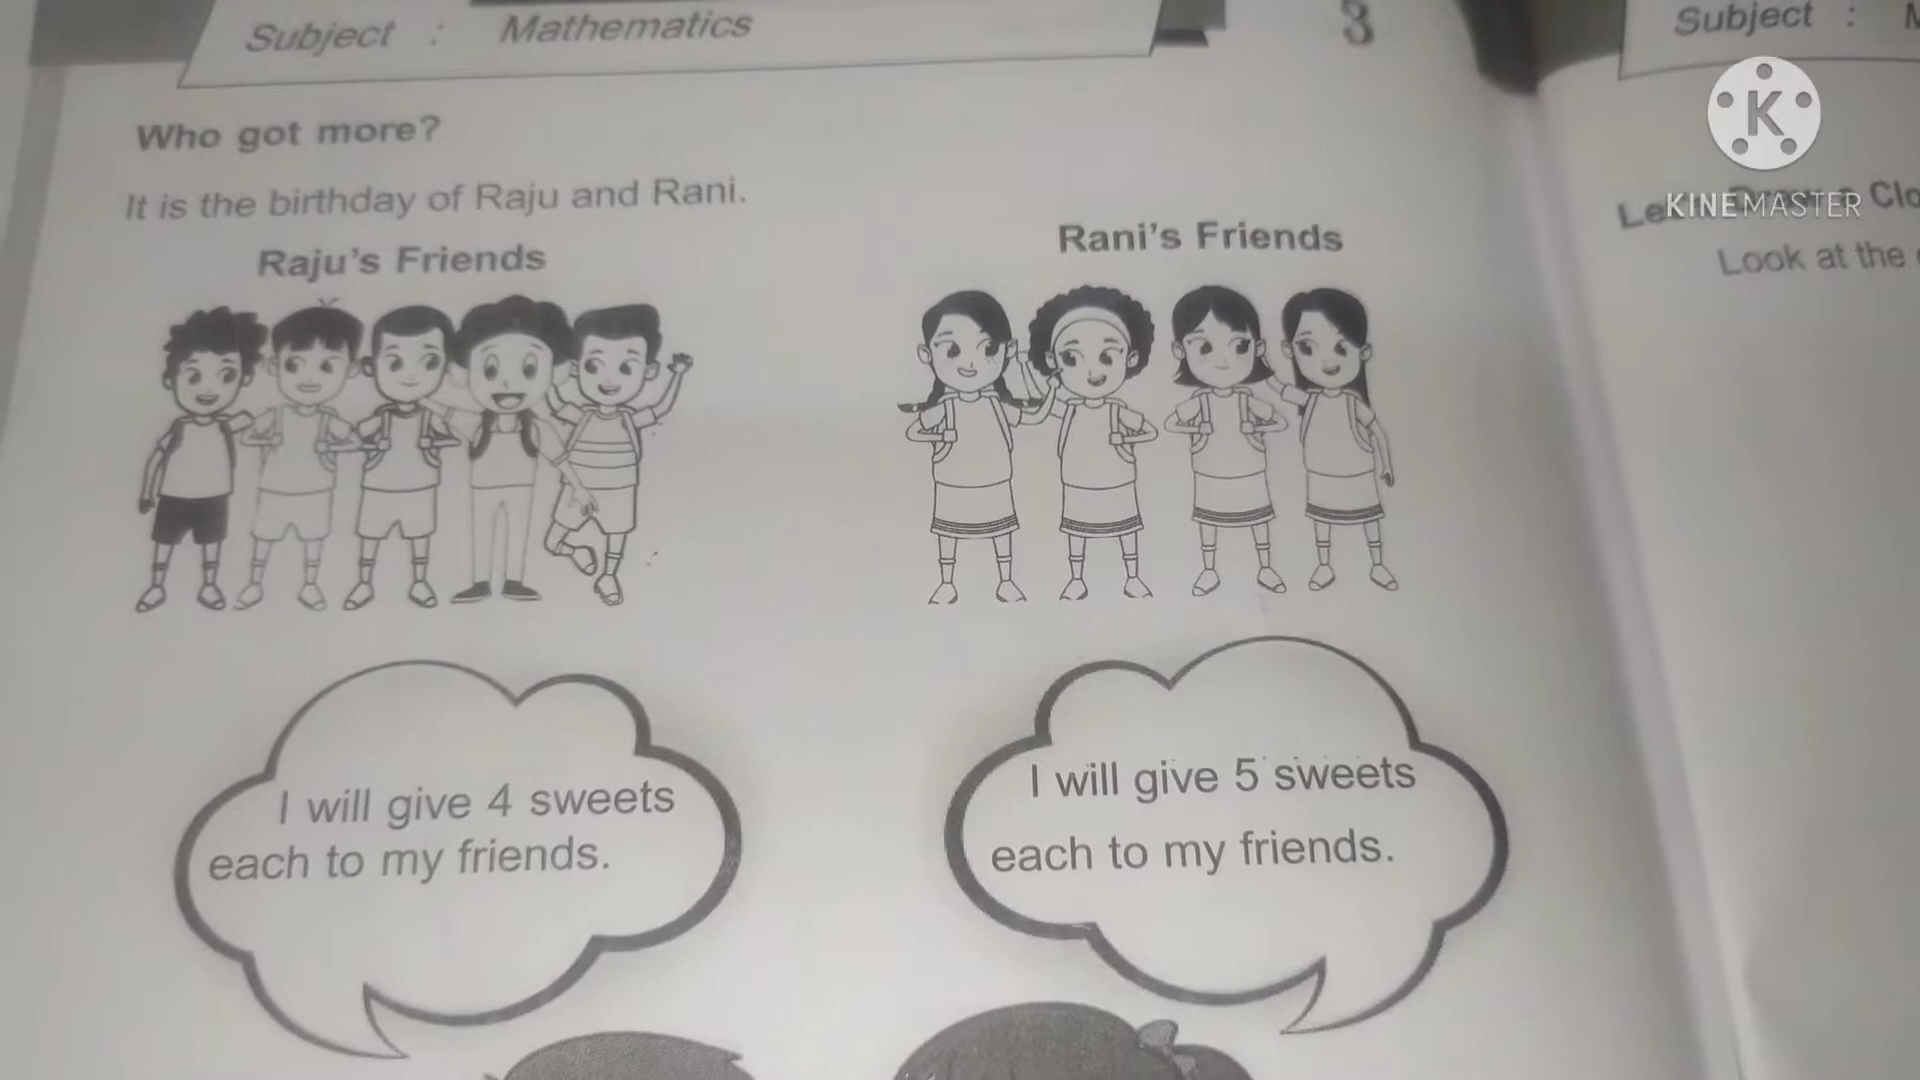 Subject : Mathematics
3
Who got more?
It is the birthday of Raju and Rani.
Raju's Friends
Rani's Friends
I will give 4 sweets
each to my friends.
I will give 5 sweets
each to my friends.
Subject :
K
KINEMASTER
Look at the